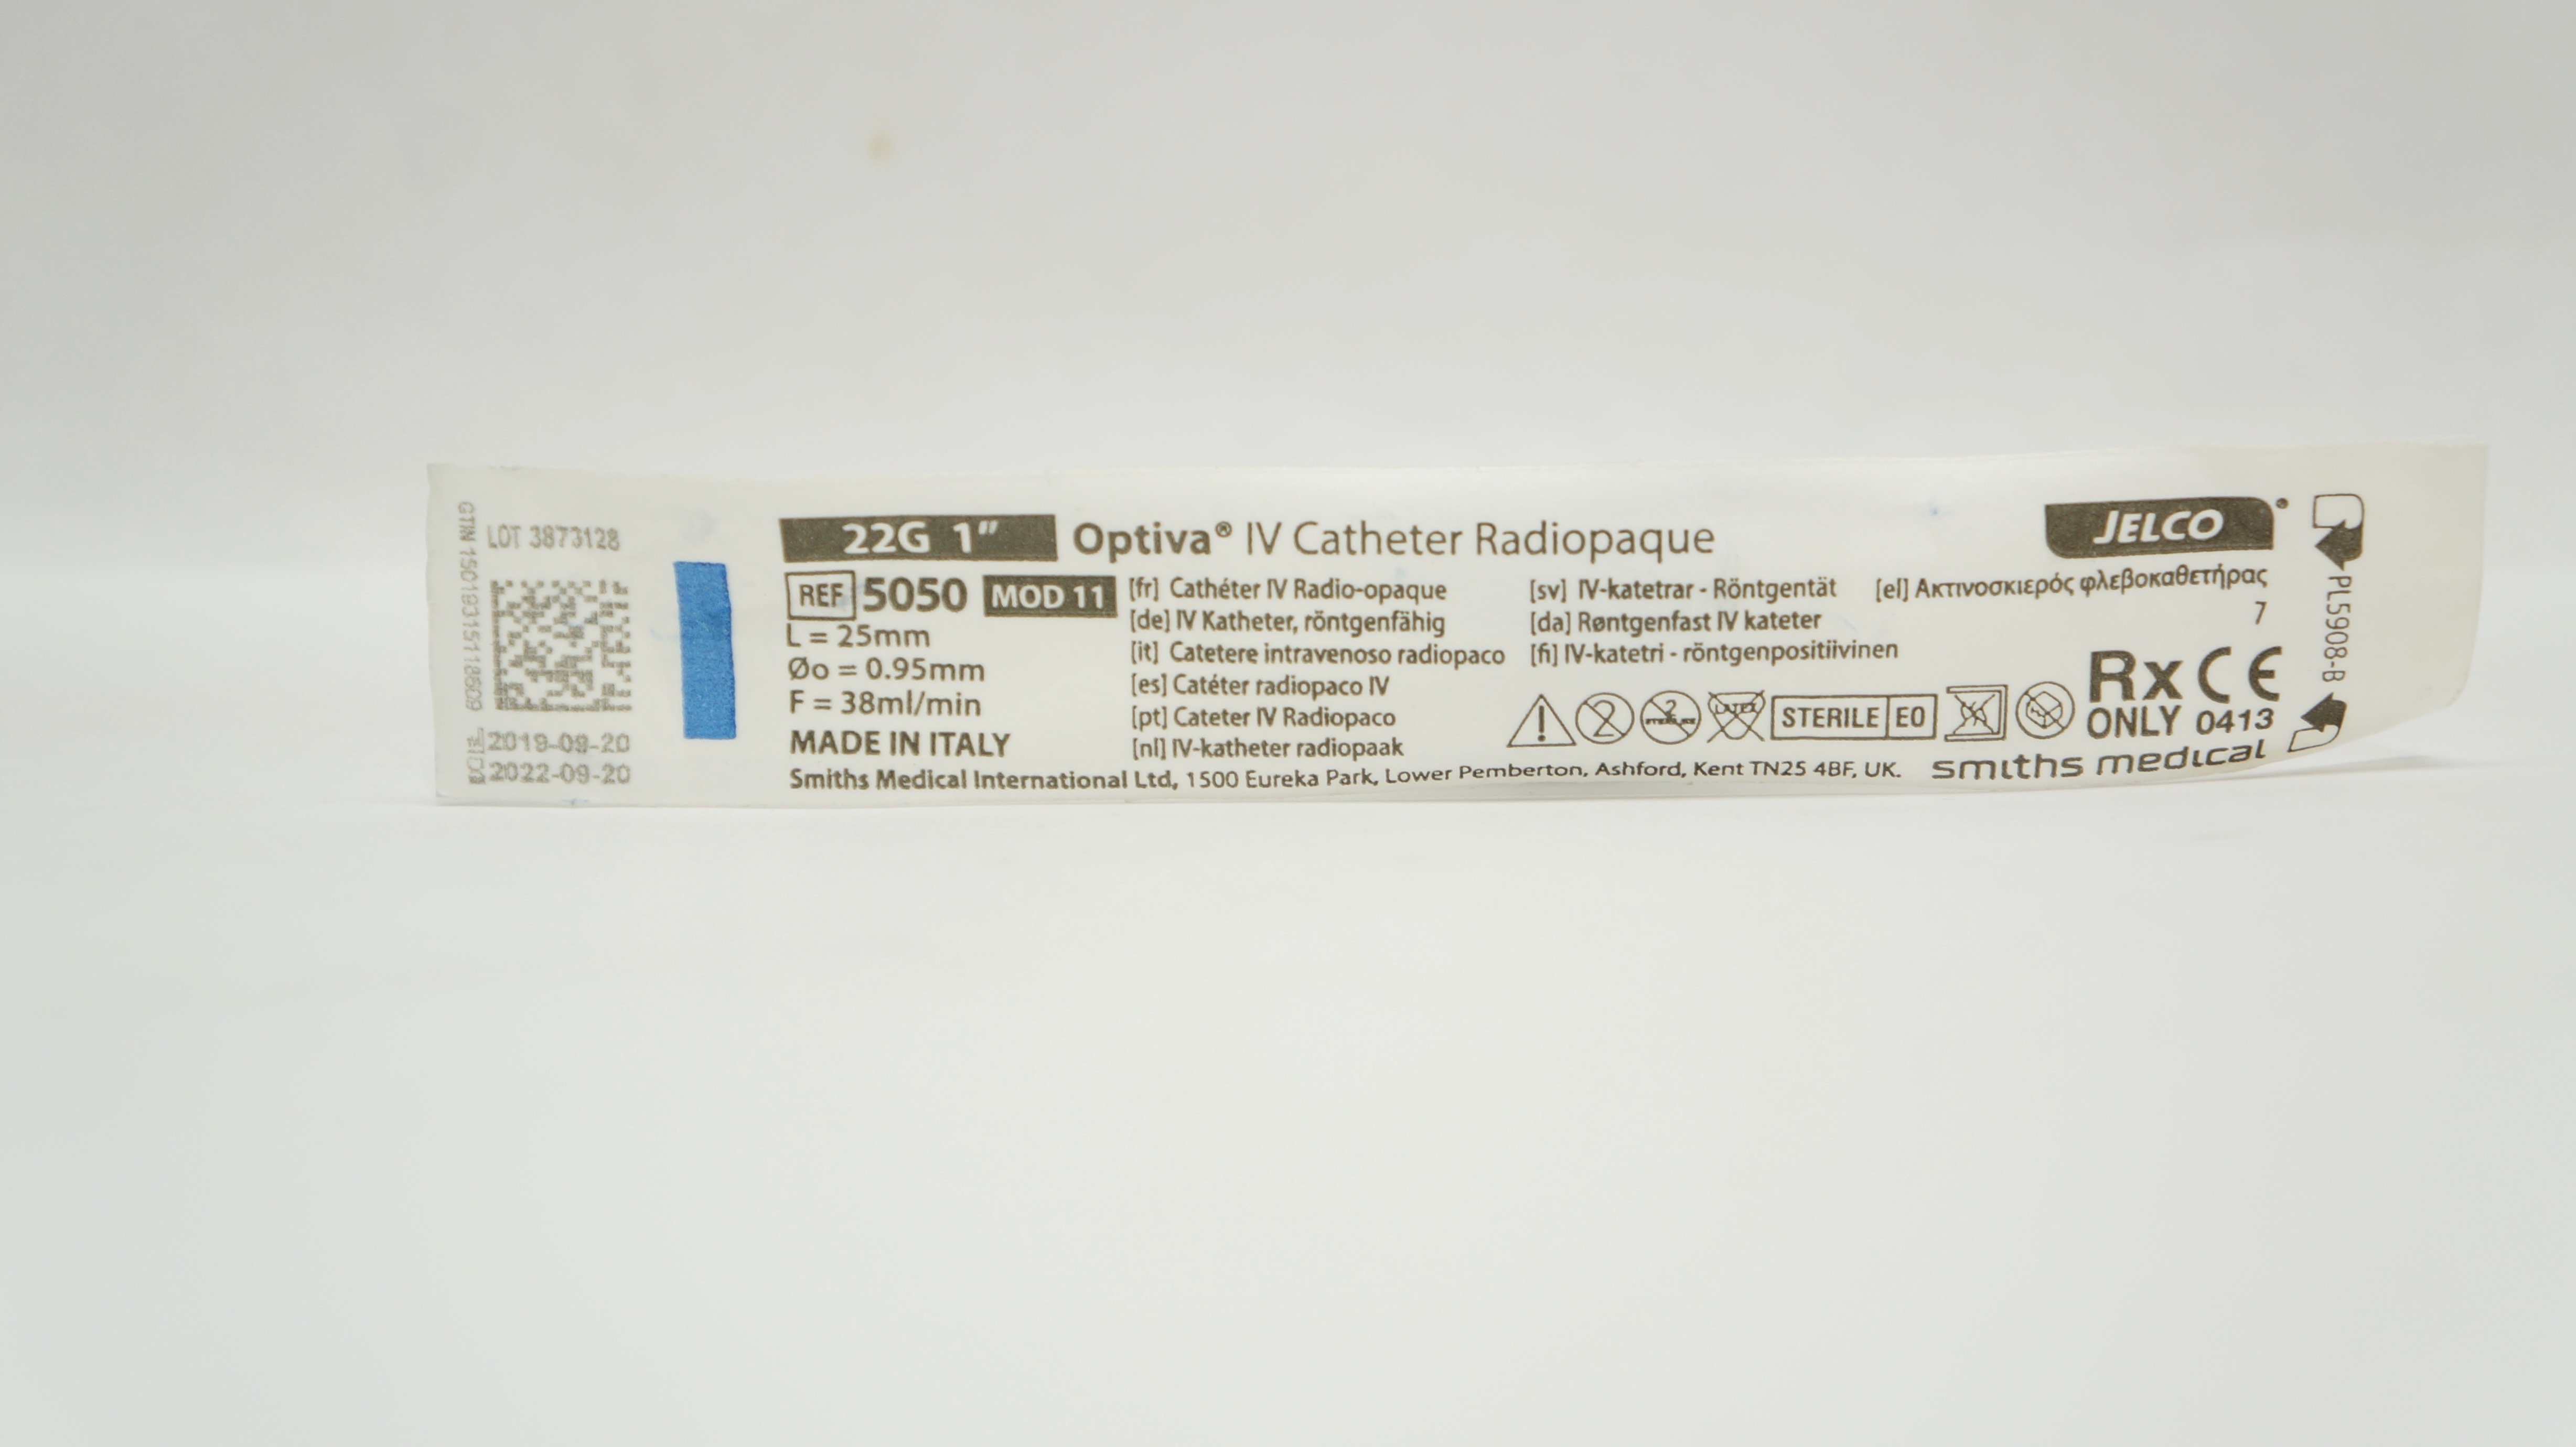 GTIN 15019315118609
LOT 3873128
2019-09-20
2022-09-20
22G 1"
Optiva® IV Catheter Radiopaque
JELCO
REF 5050 MOD 11
L = 25mm
Øo = 0.95mm
F = 38ml/min
MADE IN ITALY
[fr] Cathéter IV Radio-opaque
[de] IV Katheter, röntgenfähig
[it] Catetere intravenoso radiopaco
[es] Catéter radiopaco IV
[pt] Cateter IV Radiopaco
[nl] IV-katheter radiopaak
[sv] IV-katetrar - Röntgentät
[da] Røntgenfast IV kateter
[fi] IV-katetri - röntgenpositiivinen
[el] Ακτινοσκιερός φλεβοκαθετήρας
7
2
2
LATEX
STERILE EO
Rx ONLY
CE 0413
Smiths Medical International Ltd, 1500 Eureka Park, Lower Pemberton, Ashford, Kent TN25 4BF, UK.
smiths medical
PL5908-B